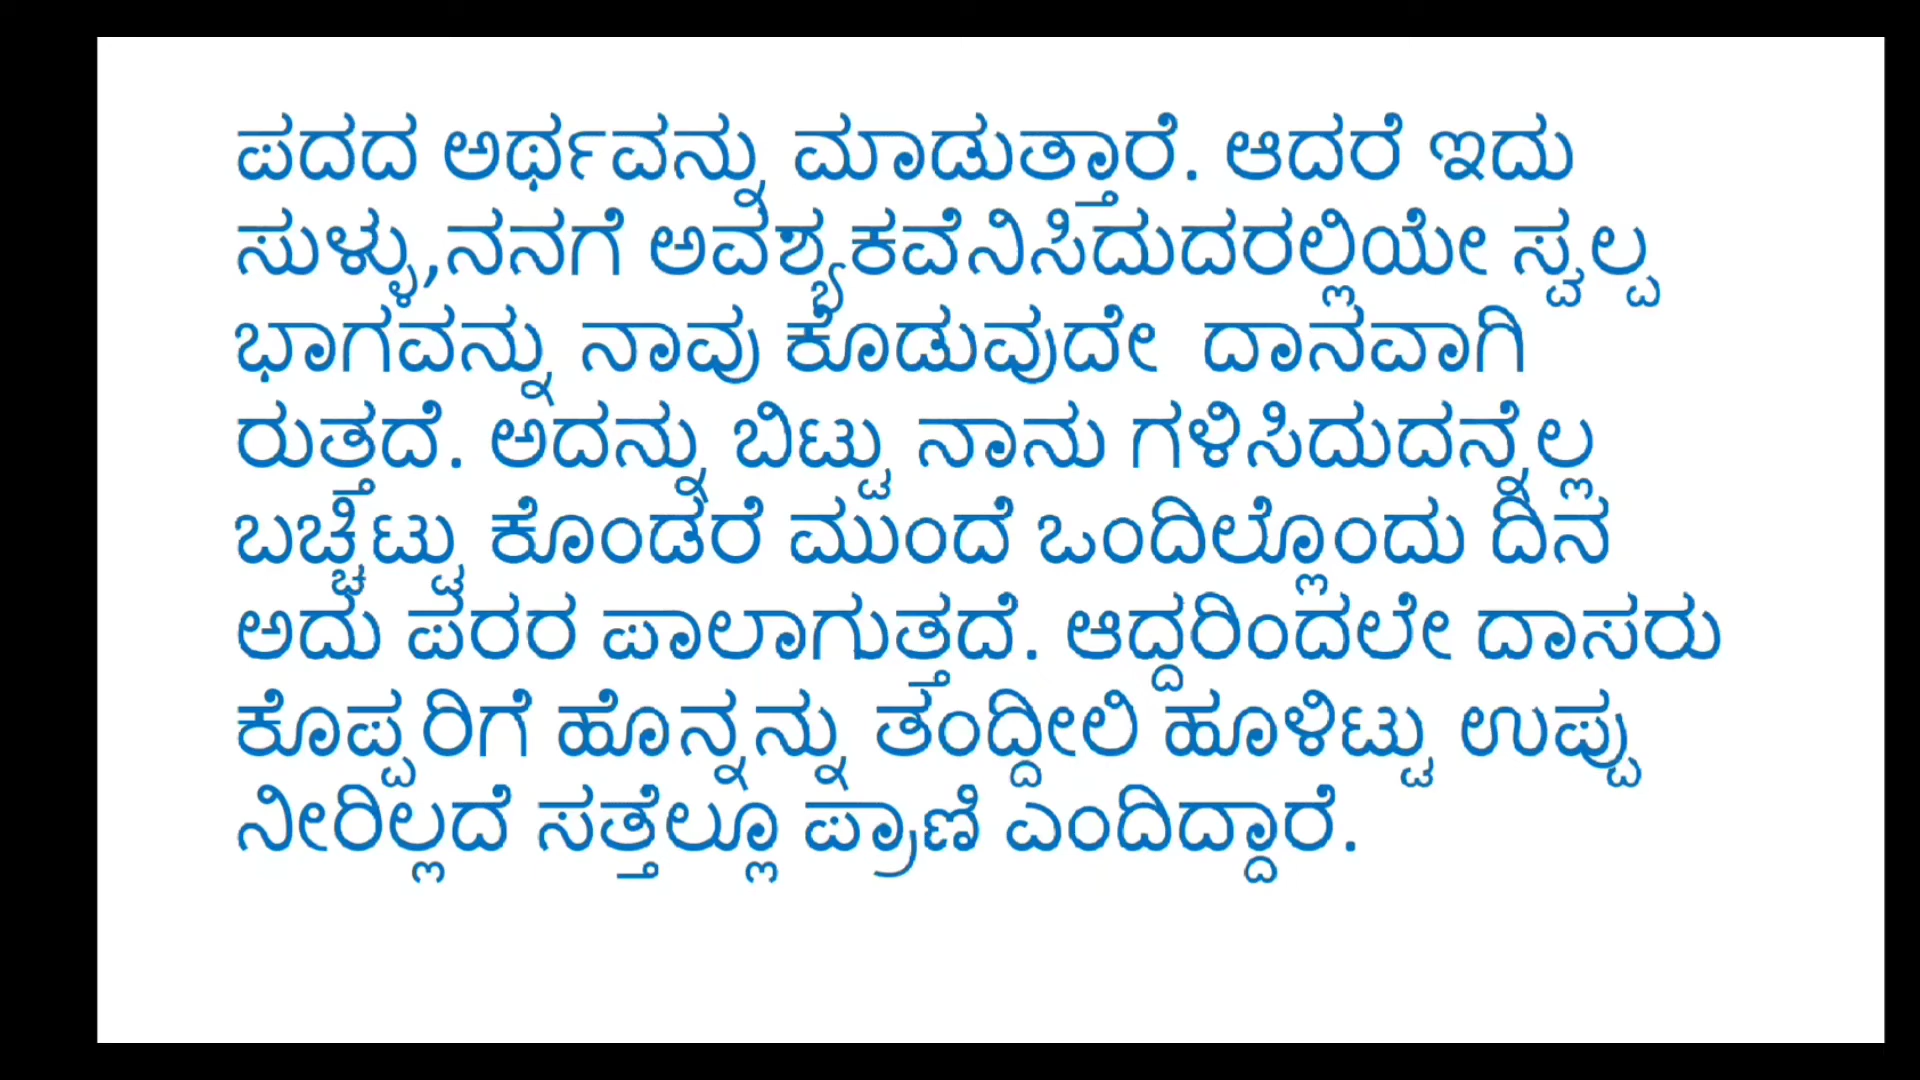 ಪದದ ಅರ್ಥವನ್ನು ಮಾಡುತ್ತಾರೆ. ಆದರೆ ಇದು
ಸುಳ್ಳು,ನನಗೆ ಅವಶ್ಯಕವೆನಿಸಿದುದರಲ್ಲಿಯೇ ಸ್ವಲ್ಪ
ಭಾಗವನ್ನು ನಾವು ಕೊಡುವುದೇ ದಾನವಾಗಿ
ರುತ್ತದೆ. ಅದನ್ನು ಬಿಟ್ಟು ನಾನು ಗಳಿಸಿದುದನ್ನೆಲ್ಲ
ಬಚ್ಚಿಟ್ಟು ಕೊಂಡರೆ ಮುಂದೆ ಒಂದಿಲ್ಲೊಂದು ದಿನ
ಅದು ಪರರ ಪಾಲಾಗುತ್ತದೆ. ಆದ್ದರಿಂದಲೇ ದಾಸರು
ಕೊಪ್ಪರಿಗೆ ಹೊನ್ನನ್ನು ತಂದ್ದೀಲಿ ಹೂಳಿಟ್ಟು ಉಪ್ಪು
ನೀರಿಲ್ಲದೆ ಸತ್ತೆಲ್ಲೂ ಪ್ರಾಣಿ ಎಂದಿದ್ದಾರೆ.